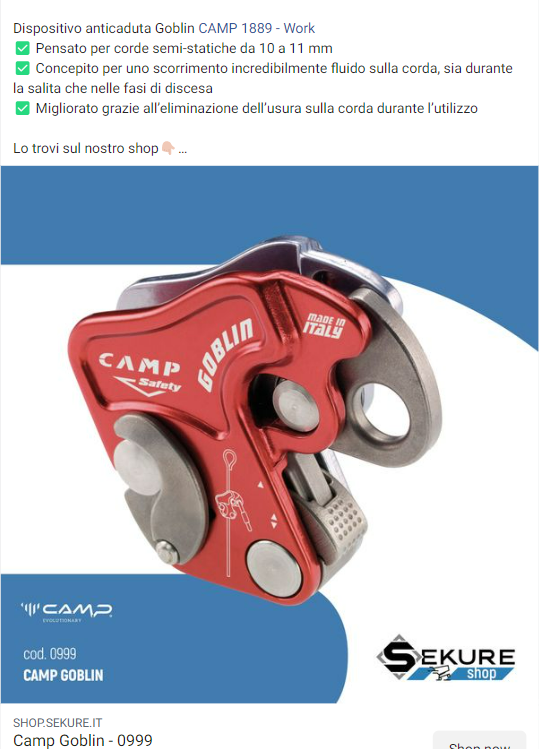 Dispositivo anticaduta Goblin CAMP 1889 - Work
✅ Pensato per corde semi-statiche da 10 a 11 mm
✅ Concepito per uno scorrimento incredibilmente fluido sulla corda, sia durante
la salita che nelle fasi di discesa
✅ Migliorato grazie all’eliminazione dell’usura sulla corda durante l’utilizzo
Lo trovi sul nostro shop👇🏻 ...
MADE IN
ITALY
GOBLIN
CAMP
Safety
CAMP
EVOLUTIONARY
cod. 0999
CAMP GOBLIN
SEKURE
shop
SHOP.SEKURE.IT
Camp Goblin - 0999
Shop now